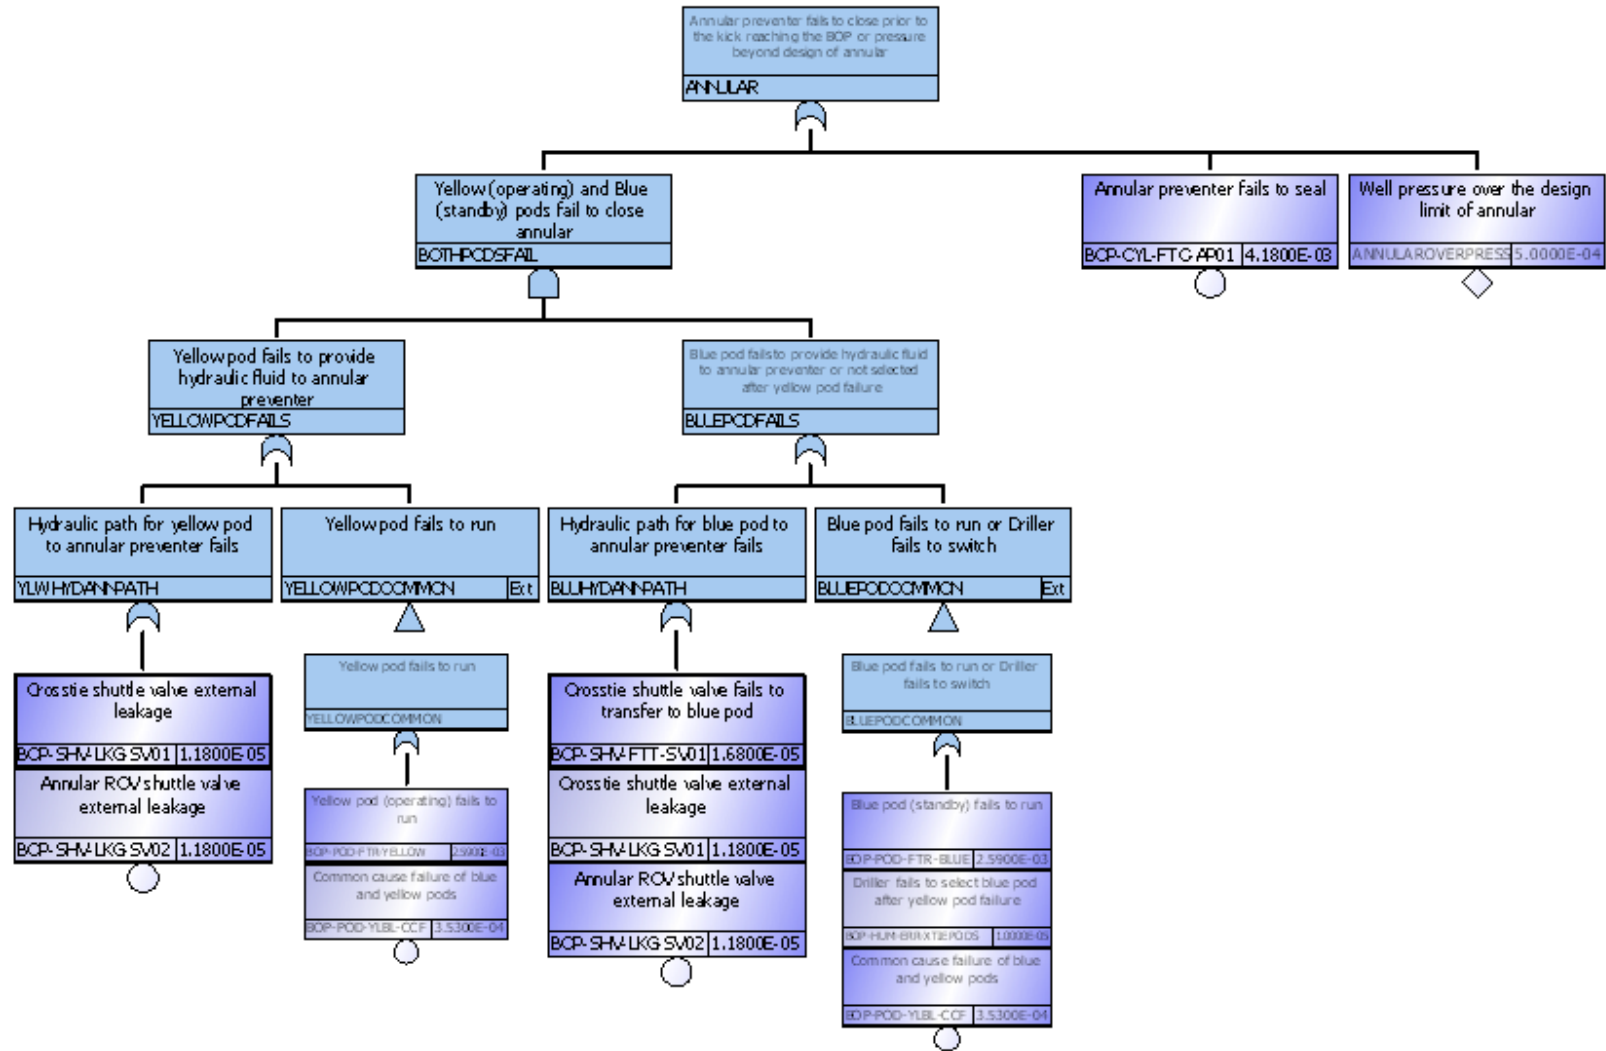 Annular preventer fails to close prior to
the kick reaching the BOP or pressure
beyond design of annular
ANNULAR
Yellow (operating) and Blue
(standby) pods fail to close
annular
BOTHPODSFAIL
Annular preventer fails to seal
BOP-CYL-FTC-AP01 4.1800E-03
Well pressure over the design
limit of annular
ANNULAROVERPRESS 5.0000E-04
Yellow pod fails to provide
hydraulic fluid to annular
preventer
YELLOWPODFAILS
Blue pod fails to provide hydraulic fluid
to annular preventer or not selected
after yellow pod failure
BLUEPODFAILS
Hydraulic path for yellow pod
to annular preventer fails
YLWHYDANNPATH
Yellow pod fails to run
YELLOWPODCOMMON Ext
Hydraulic path for blue pod to
annular preventer fails
BLUHYDANNPATH
Blue pod fails to run or Driller
fails to switch
BLUEPODCOMMON Ext
Crosstie shuttle valve external
leakage
BOP-SHV-LKG-SV01 1.1800E-05
Annular ROV shuttle valve
external leakage
BOP-SHV-LKG-SV02 1.1800E-05
Yellow pod fails to run
YELLOWPODCOMMON
Yellow pod (operating) fails to
run
BOP-POD-FTR-YELLOW 2.5900E-03
Common cause failure of blue
and yellow pods
BOP-POD-YLBL-CCF 3.5300E-04
Crosstie shuttle valve fails to
transfer to blue pod
BOP-SHV-FTT-SV01 1.6800E-05
Crosstie shuttle valve external
leakage
BOP-SHV-LKG-SV01 1.1800E-05
Annular ROV shuttle valve
external leakage
BOP-SHV-LKG-SV02 1.1800E-05
Blue pod fails to run or Driller
fails to switch
BLUEPODCOMMON
Blue pod (standby) fails to run
BOP-POD-FTR-BLUE 2.5900E-03
Driller fails to select blue pod
after yellow pod failure
BOP-HUM-ERR-XTIEPODS 1.0000E-05
Common cause failure of blue
and yellow pods
BOP-POD-YLBL-CCF 3.5300E-04